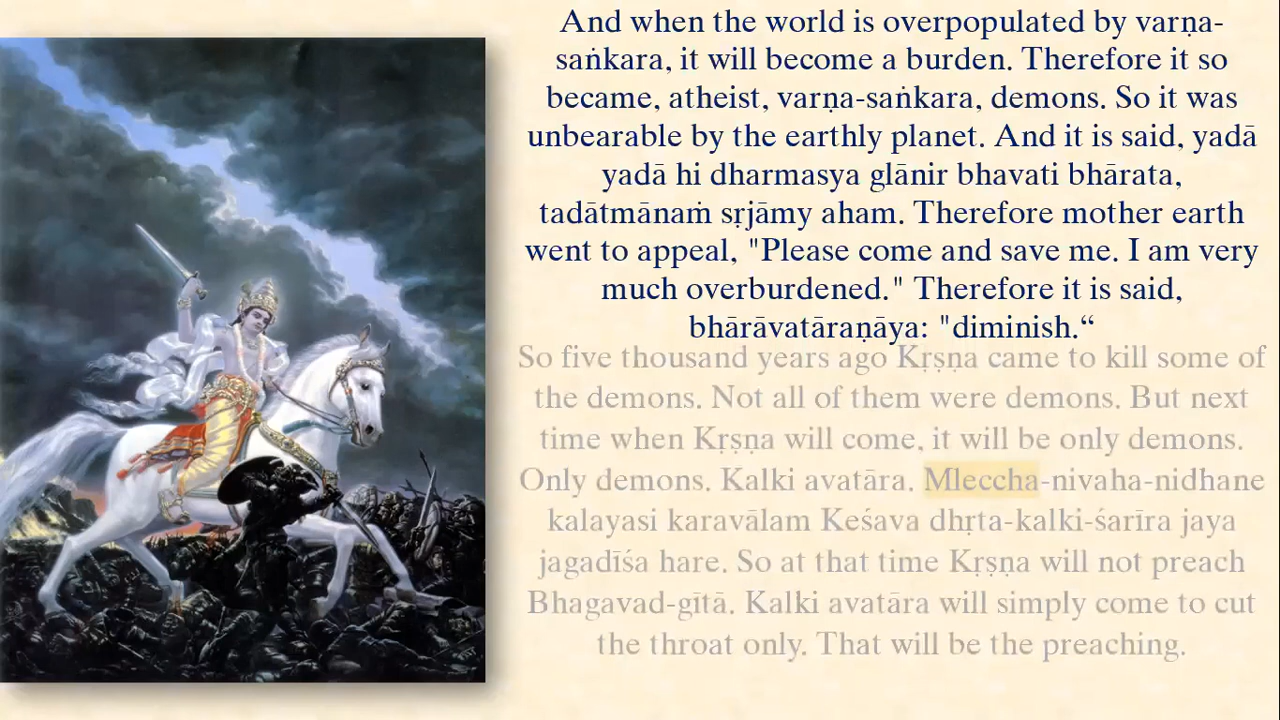 And when the world is overpopulated by varṇa-
saṅkara, it will become a burden. Therefore it so
became, atheist, varṇa-saṅkara, demons. So it was
unbearable by the earthly planet. And it is said, yadā
yadā hi dharmasya glānir bhavati bhārata,
tadātmānaṁ sṛjāmy aham. Therefore mother earth
went to appeal, "Please come and save me. I am very
much overburdened." Therefore it is said,
bhārāvatāraṇāya: "diminish.“
So five thousand years ago Kṛṣṇa came to kill some of
the demons. Not all of them were demons. But next
time when Kṛṣṇa will come, it will be only demons.
Only demons. Kalki avatāra. Mleccha-nivaha-nidhane
kalayasi karavālam Keśava dhṛta-kalki-śarīra jaya
jagadīśa hare. So at that time Kṛṣṇa will not preach
Bhagavad-gītā. Kalki avatāra will simply come to cut
the throat only. That will be the preaching.